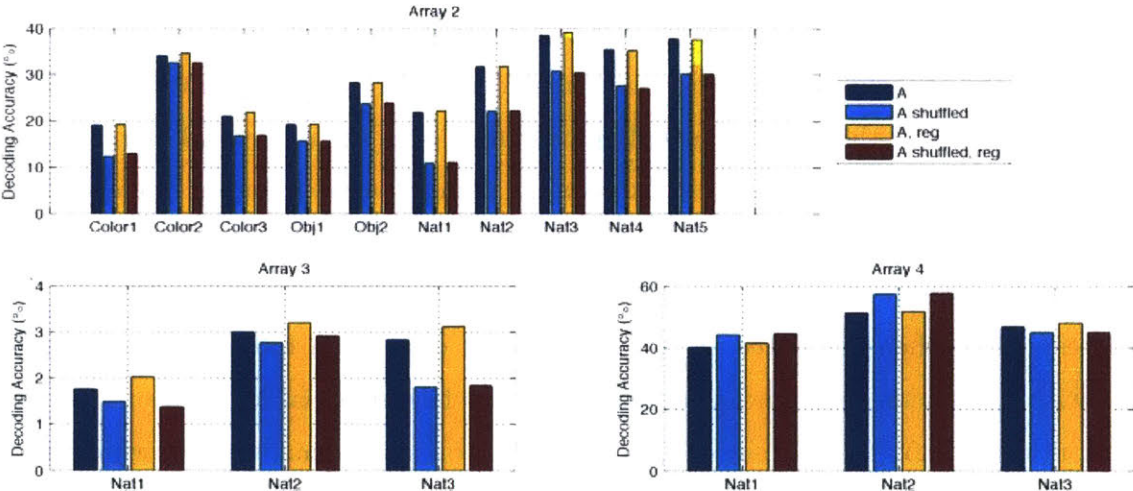 Array 2
Decoding Accuracy (%)
40
30
20
10
0
Color1 Color2 Color3 Obj1 Obj2 Nat1 Nat2 Nat3 Nat4 Nat5
A
A shuffled
A, reg
A shuffled, reg
Array 3
Decoding Accuracy (%)
4
3
2
1
0
Nat1 Nat2 Nat3
Array 4
Decoding Accuracy (%)
60
40
20
0
Nat1 Nat2 Nat3